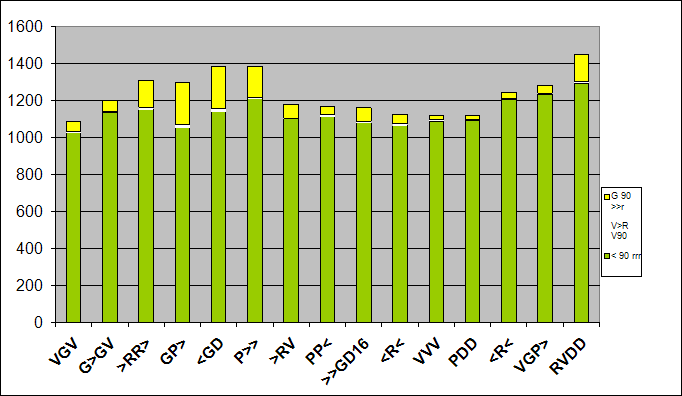 1600
1400
1200
1000
800
600
400
200
0
VGV
G>GV
>RR>
GP>
<GD
P>>
>RV
PP<
>>GD16
<R<
VVV
PDD
<R<
VGP>
RVDD
G 90
>>r
V>R
V90
< 90 rrr